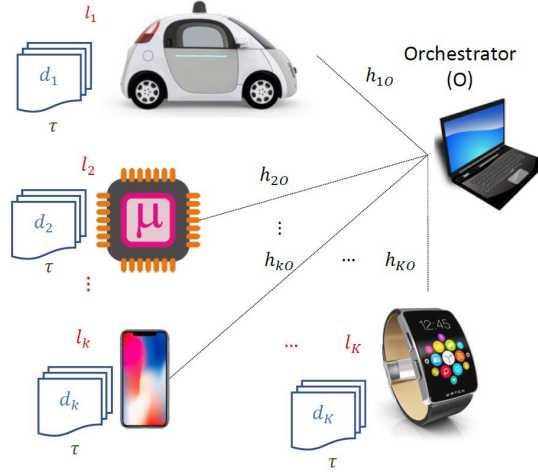 l₁
Orchestrator
(O)
d₁
h₁O
τ
l₂
h₂O
μ
d₂
⋮
τ
hkO
...
hKO
⋮
12:45
lk
...
lK
dk
dK
τ
τ